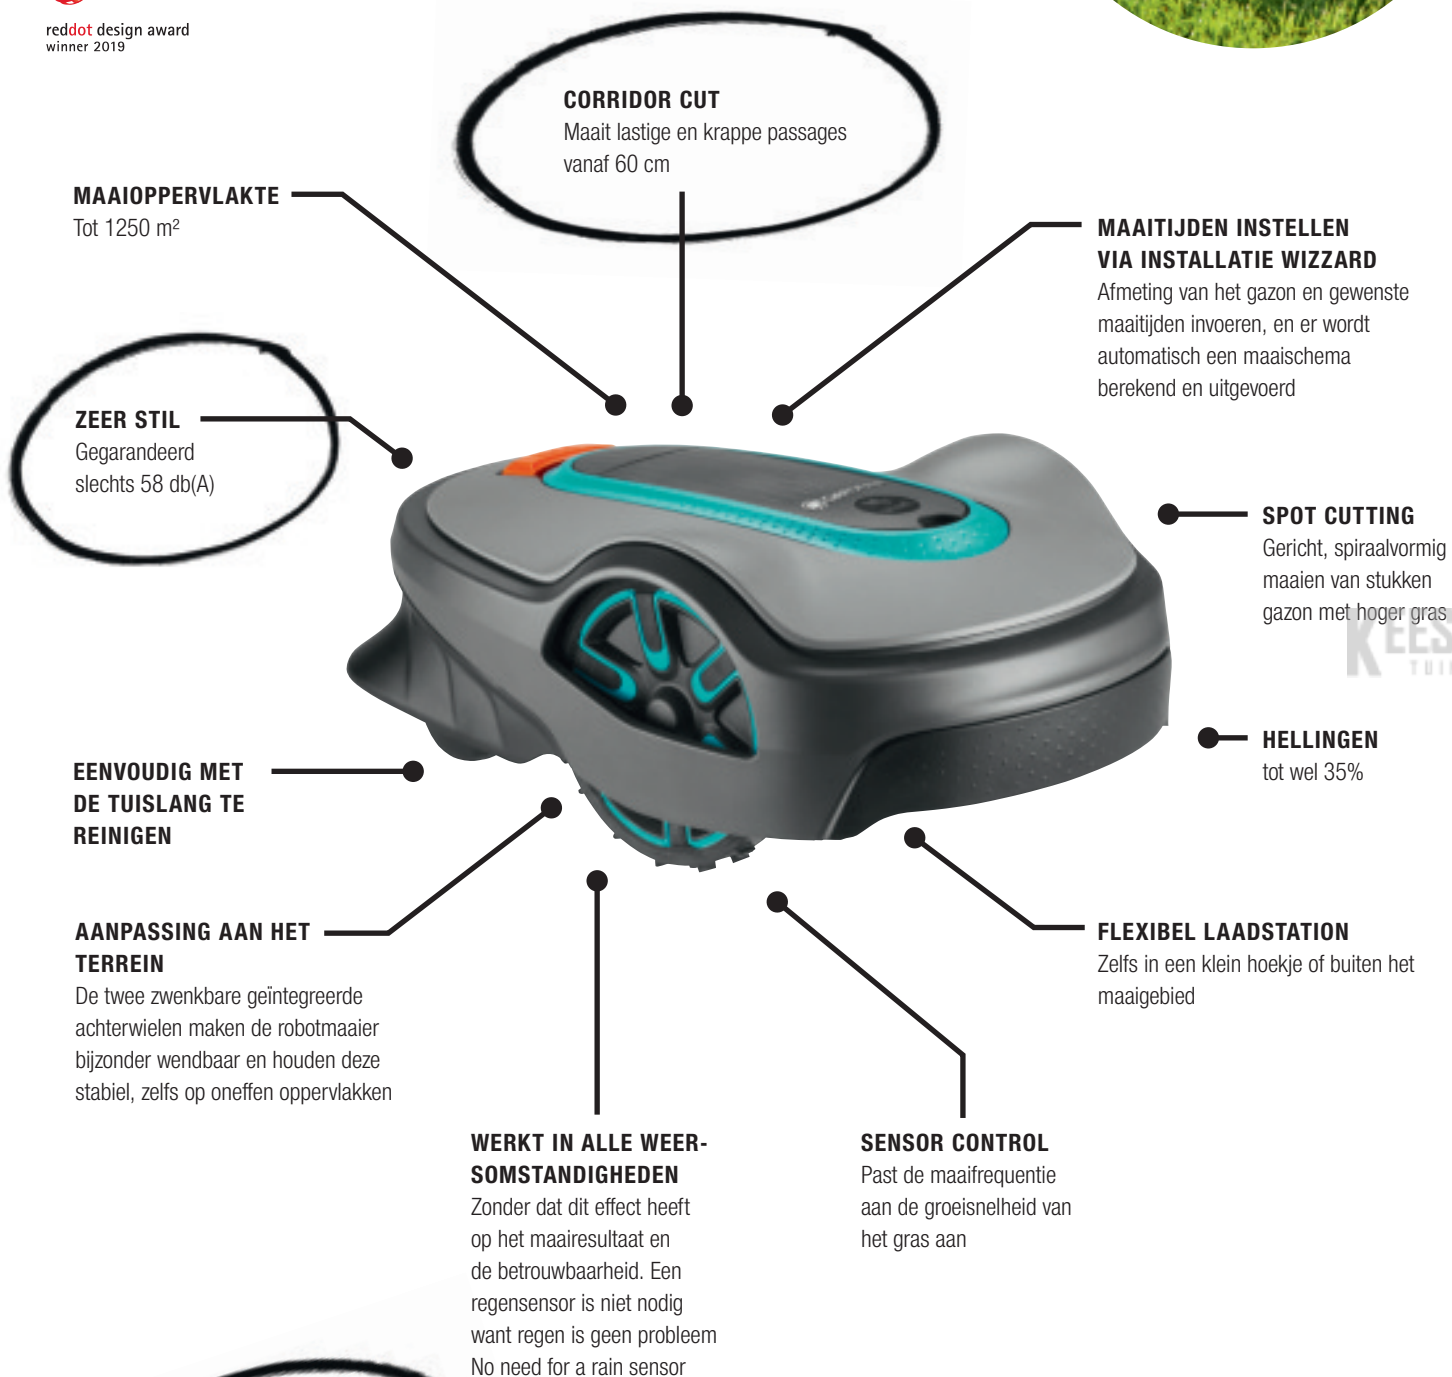 reddot design award
winner 2019
CORRIDOR CUT
Maait lastige en krappe passages
vanaf 60 cm
MAAIOPPERVLAKTE
Tot 1250 m²
MAAITIJDEN INSTELLEN
VIA INSTALLATIE WIZZARD
Afmeting van het gazon en gewenste
maaitijden invoeren, en er wordt
automatisch een maaischema
berekend en uitgevoerd
ZEER STIL
Gegarandeerd
slechts 58 db(A)
SPOT CUTTING
Gericht, spiraalvormig
maaien van stukken
gazon met hoger gras
HELLINGEN
tot wel 35%
EENVOUDIG MET
DE TUISLANG TE
REINIGEN
AANPASSING AAN HET
TERREIN
De twee zwenkbare geïntegreerde
achterwielen maken de robotmaaier
bijzonder wendbaar en houden deze
stabiel, zelfs op oneffen oppervlakken
FLEXIBEL LAADSTATION
Zelfs in een klein hoekje of buiten het
maaigebied
WERKT IN ALLE WEER-
SOMSTANDIGHEDEN
Zonder dat dit effect heeft
op het maairesultaat en
de betrouwbaarheid. Een
regensensor is niet nodig
want regen is geen probleem
No need for a rain sensor
SENSOR CONTROL
Past de maaifrequentie
aan de groeisnelheid van
het gras aan